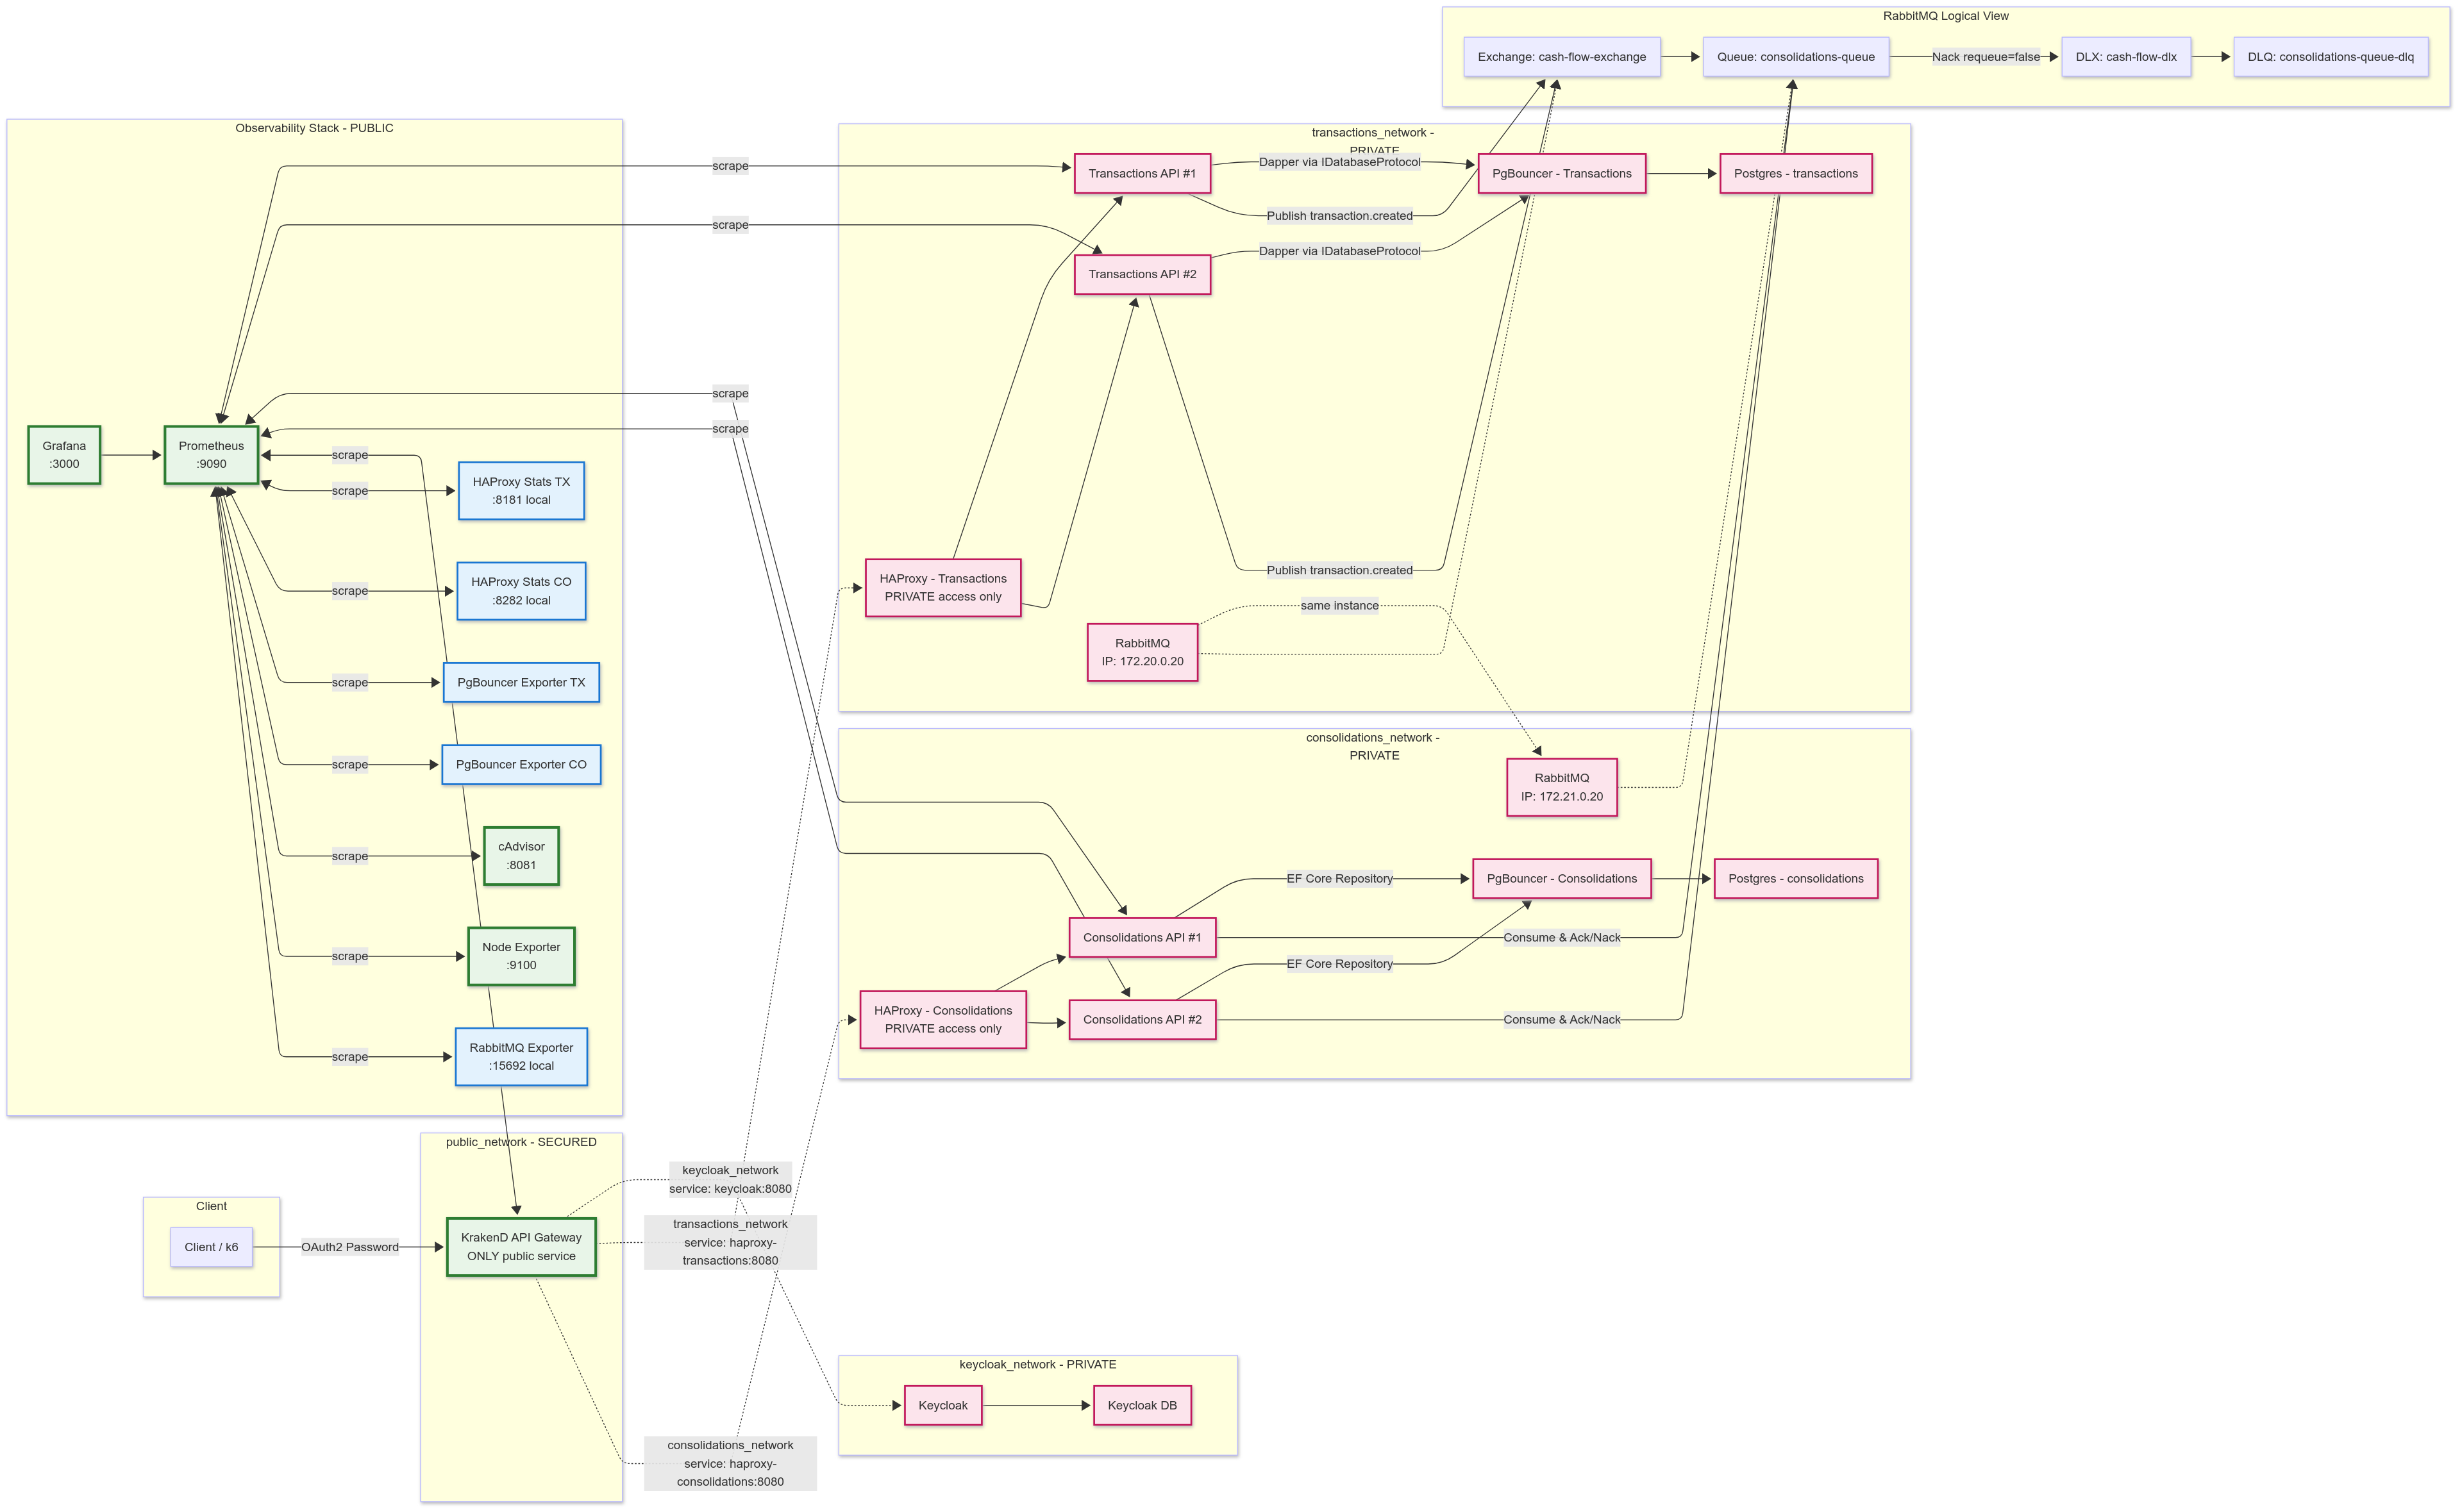 RabbitMQ Logical View
Exchange: cash-flow-exchange
Queue: consolidations-queue
Nack requeue=false
DLX: cash-flow-dlx
DLQ: consolidations-queue-dlq
Observability Stack - PUBLIC
Grafana
:3000
Prometheus
:9090
scrape
scrape
scrape
scrape
scrape
scrape
scrape
scrape
scrape
scrape
scrape
scrape
HAProxy Stats TX
:8181 local
HAProxy Stats CO
:8282 local
PgBouncer Exporter TX
PgBouncer Exporter CO
cAdvisor
:8081
Node Exporter
:9100
RabbitMQ Exporter
:15692 local
transactions_network -
PRIVATE
Transactions API #1
Dapper via IDatabaseProtocol
PgBouncer - Transactions
Postgres - transactions
Publish transaction.created
Transactions API #2
Dapper via IDatabaseProtocol
Publish transaction.created
HAProxy - Transactions
PRIVATE access only
same instance
RabbitMQ
IP: 172.20.0.20
consolidations_network -
PRIVATE
RabbitMQ
IP: 172.21.0.20
EF Core Repository
PgBouncer - Consolidations
Postgres - consolidations
Consolidations API #1
Consume & Ack/Nack
EF Core Repository
HAProxy - Consolidations
PRIVATE access only
Consolidations API #2
Consume & Ack/Nack
public_network - SECURED
Client
Client / k6
OAuth2 Password
KrakenD API Gateway
ONLY public service
keycloak_network
service: keycloak:8080
transactions_network
service: haproxy-
transactions:8080
consolidations_network
service: haproxy-
consolidations:8080
keycloak_network - PRIVATE
Keycloak
Keycloak DB